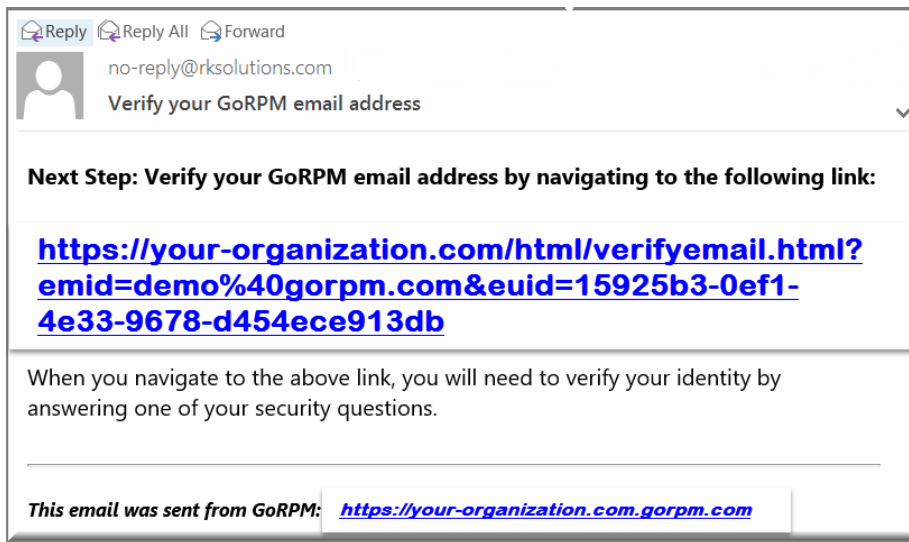 Reply Reply All Forward
no-reply@rksolutions.com
Verify your GoRPM email address
Next Step: Verify your GoRPM email address by navigating to the following link:
https://your-organization.com/html/verifyemail.html?
emid=demo%40gorpm.com&euid=15925b3-0ef1-
4e33-9678-d454ece913db
When you navigate to the above link, you will need to verify your identity by
answering one of your security questions.
This email was sent from GoRPM: https://your-organization.com.gorpm.com